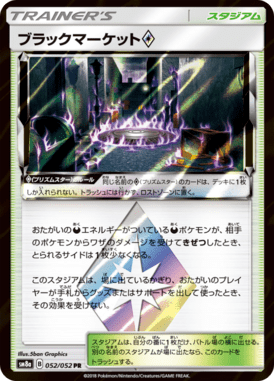 TRAINER'S
スタジアム
ブラックマーケット◇
◇(プリズムスター)のルール
同じ名前の◇(プリズムスター)のカードは、デッキに1枚
しか入れられない。トラッシュには行かず、ロストゾーンに置く。
おたがいの悪エネルギーがついている悪ポケモンが、相手
のポケモンからワザのダメージを受けてきぜつしたとき、
とられるサイドは1枚少なくなる。
このスタジアムは、場に出ているかぎり、おたがいのプレイ
ヤーが手札からグッズまたはサポートを出して使ったとき、
その効果を受けない。
スタジアムは、自分の番に1枚だけ、バトル場の横に出せる。
別の名前のスタジアムが場に出たなら、このカードを
トラッシュする。
Illus.5ban Graphics
sm8a B 052/052 PR
©2018 Pokémon/Nintendo/Creatures/GAME FREAK.